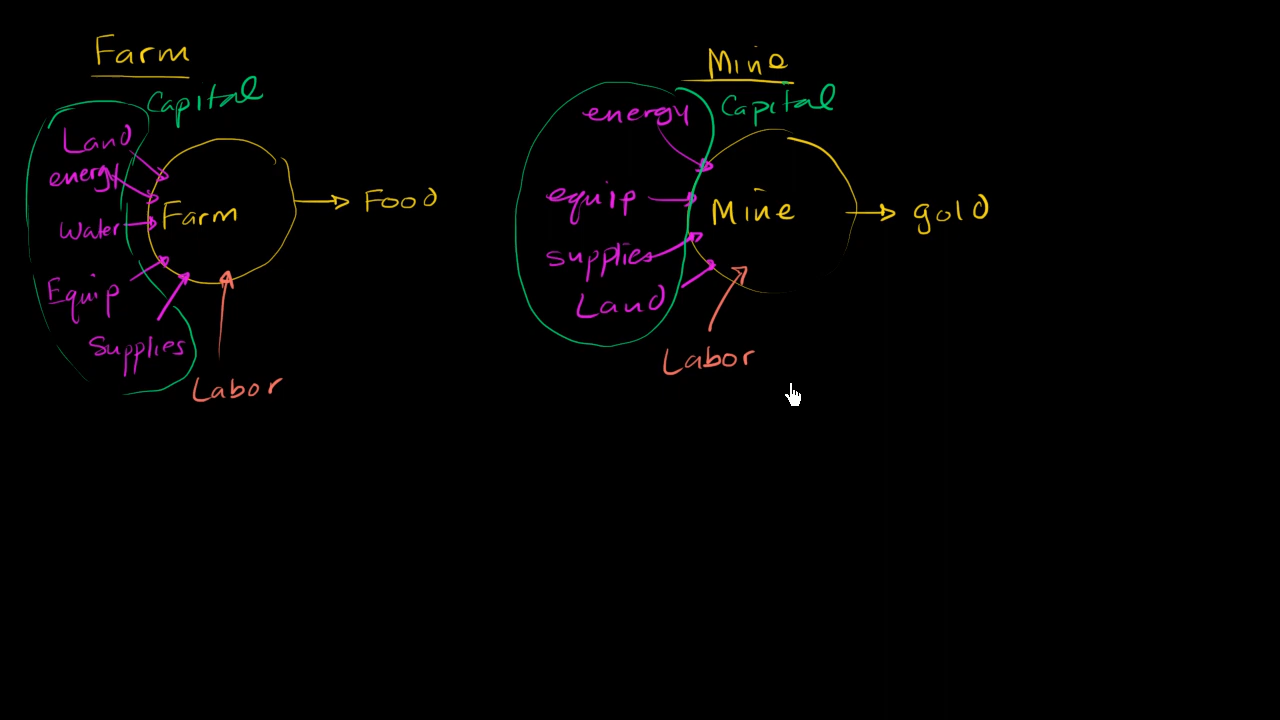 Farm
Capital
Land
energy
Water
Equip
Supplies
Labor
Farm
Food
Mine
Capital
energy
equip
supplies
Land
Labor
Mine
gold